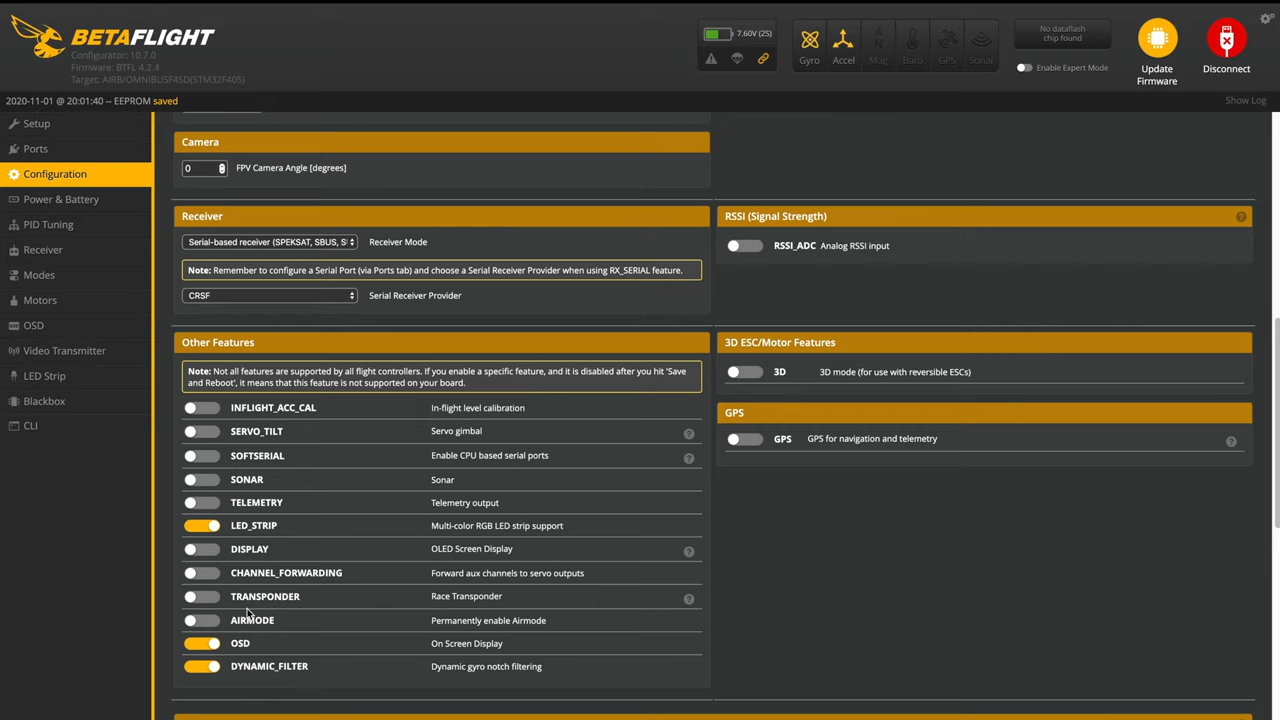 BETAFLIGHT
Configurator: 10.7.0
Firmware: BTFL 4.2.4
Target: AIRB/OMNIBUSF4SD(STM32F405)
7.60V (2S)
Gyro
Accel
Mag
Baro
GPS
Sonar
No dataflash
chip found
Enable Expert Mode
Update
Firmware
Disconnect
2020-11-01 @ 20:01:40 -- EEPROM saved
Show Log
Setup
Ports
Configuration
Power & Battery
PID Tuning
Receiver
Modes
Motors
OSD
Video Transmitter
LED Strip
Blackbox
CLI
Camera
0 FPV Camera Angle [degrees]
Receiver
Serial-based receiver (SPEKSAT, SBUS, S Receiver Mode
Note: Remember to configure a Serial Port (via Ports tab) and choose a Serial Receiver Provider when using RX_SERIAL feature.
CRSF Serial Receiver Provider
RSSI (Signal Strength)
RSSI_ADC Analog RSSI input
Other Features
Note: Not all features are supported by all flight controllers. If you enable a specific feature, and it is disabled after you hit 'Save
and Reboot', it means that this feature is not supported on your board.
INFLIGHT_ACC_CAL In-flight level calibration
SERVO_TILT Servo gimbal
SOFTSERIAL Enable CPU based serial ports
SONAR Sonar
TELEMETRY Telemetry output
LED_STRIP Multi-color RGB LED strip support
DISPLAY OLED Screen Display
CHANNEL_FORWARDING Forward aux channels to servo outputs
TRANSPONDER Race Transponder
AIRMODE Permanently enable Airmode
OSD On Screen Display
DYNAMIC_FILTER Dynamic gyro notch filtering
3D ESC/Motor Features
3D 3D mode (for use with reversible ESCs)
GPS
GPS GPS for navigation and telemetry